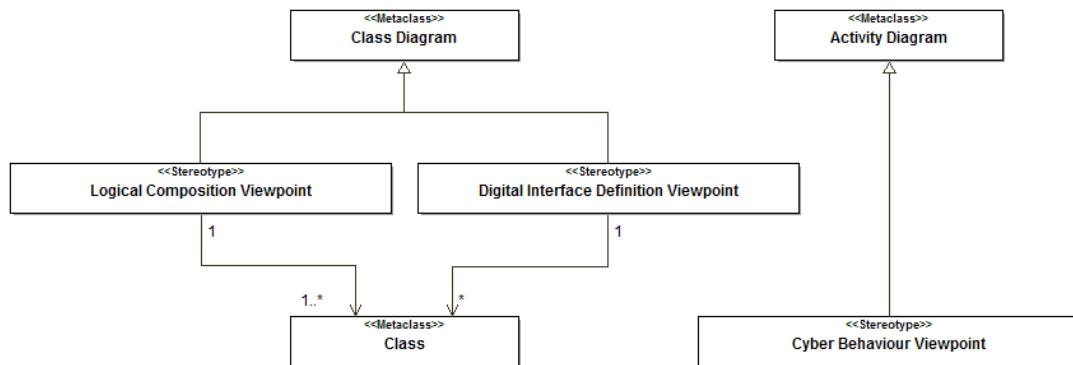 <<Metaclass>>
Class Diagram
<<Metaclass>>
Activity Diagram
<<Stereotype>>
Logical Composition Viewpoint
<<Stereotype>>
Digital Interface Definition Viewpoint
1
1
1..*
*
<<Metaclass>>
Class
<<Stereotype>>
Cyber Behaviour Viewpoint